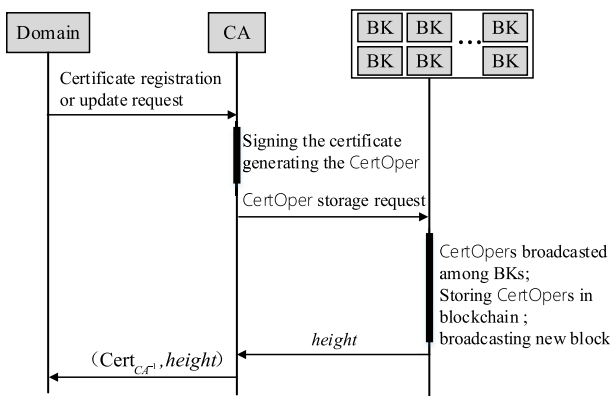 Domain
CA
BK BK ... BK
BK BK BK
Certificate registration
or update request
Signing the certificate
generating the CertOper
CertOper storage request
CertOpers broadcasted
among BKs;
Storing CertOpers in
blockchain ;
broadcasting new block
height
(Cert_{CA^{-1}}, height)